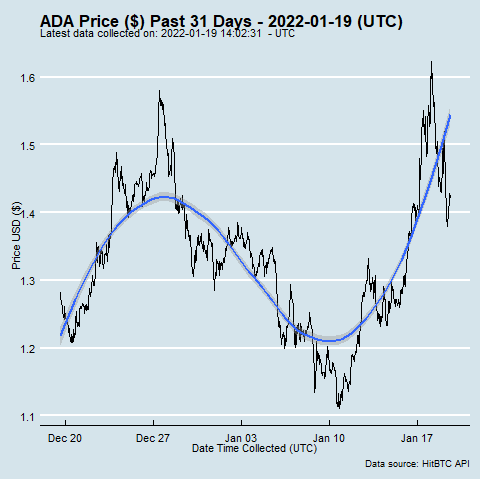 ADA Price ($) Past 31 Days - 2022-01-19 (UTC)
Latest data collected on: 2022-01-19 14:02:31 - UTC
Price USD ($)
1.6
1.5
1.4
1.3
1.2
1.1
Dec 20 Dec 27 Jan 03 Jan 10 Jan 17
Date Time Collected (UTC)
Data source: HitBTC API